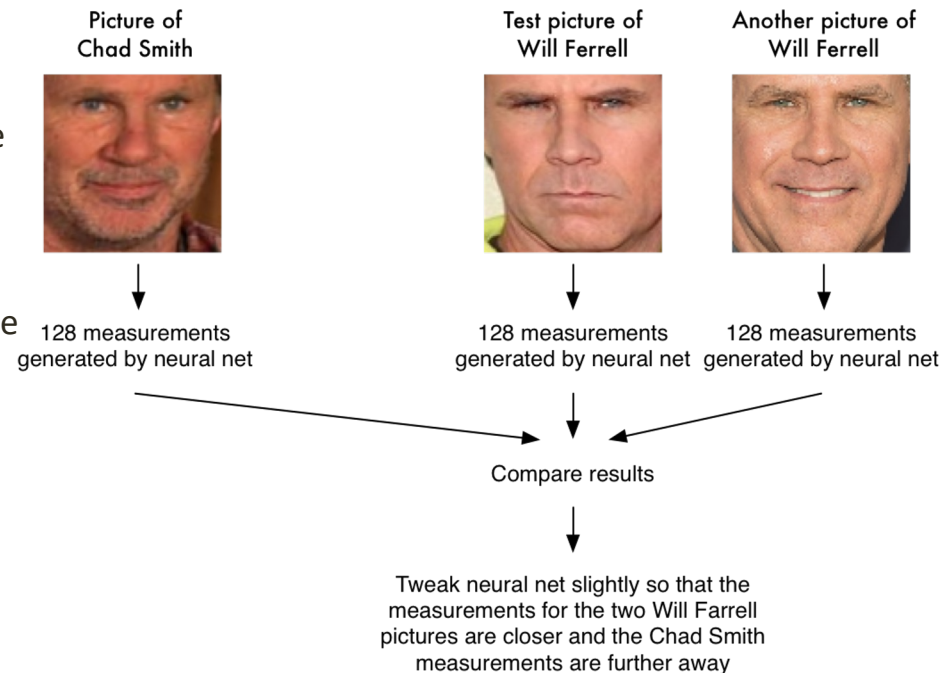 Picture of
Chad Smith
Test picture of
Will Ferrell
Another picture of
Will Ferrell
e
e
128 measurements
generated by neural net
128 measurements
generated by neural net
128 measurements
generated by neural net
Compare results
Tweak neural net slightly so that the
measurements for the two Will Farrell
pictures are closer and the Chad Smith
measurements are further away